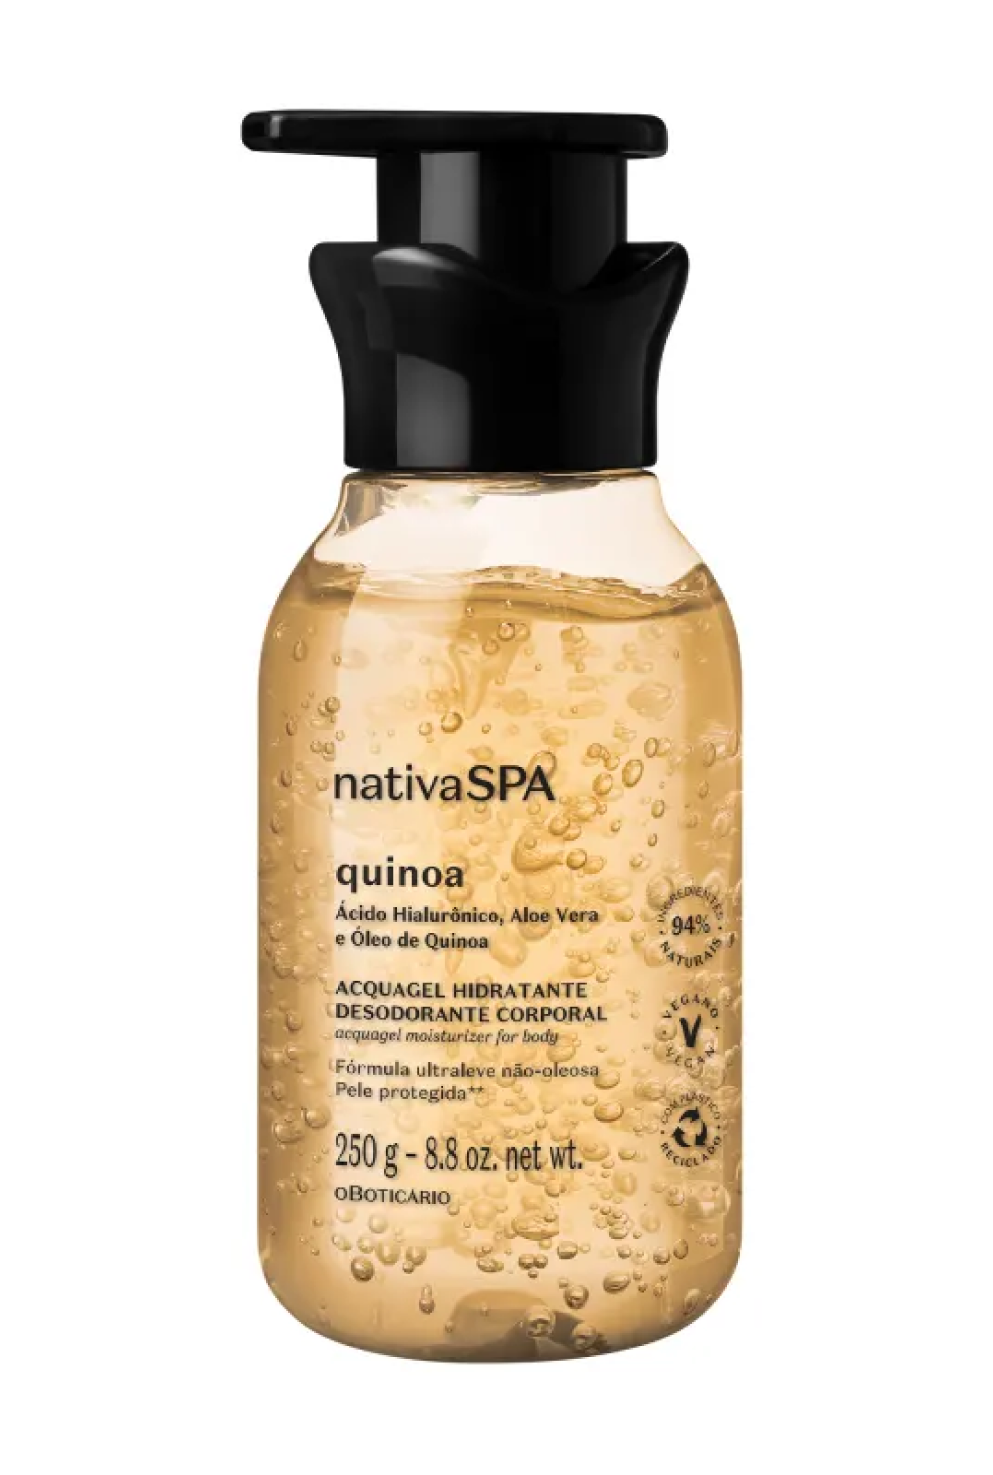 nativaSPA
quinoa
Ácido Hialurônico, Aloe Vera
e Óleo de Quinoa
ACQUAGEL HIDRATANTE
DESODORANTE CORPORAL
acquagel moisturizer for body
Fórmula ultraleve não-oleosa
Pele protegida**
250 g - 8.8 oz. net wt.
oBOTICÁRIO
INGREDIENTES
94%
NATURAIS
VEGANO
V
VEGAN
COM PLÁSTICO
RECICLADO